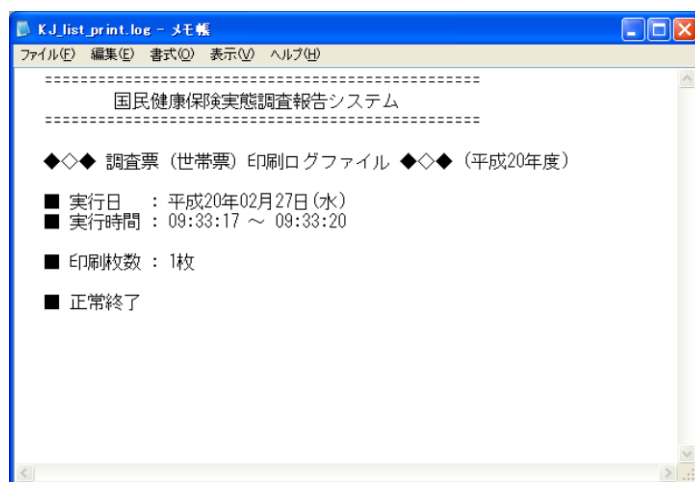 KJ_list_print.log - メモ帳
ファイル(F) 編集(E) 書式(O) 表示(V) ヘルプ(H)
=================================================
国民健康保険実態調査報告システム
=================================================
◆◇◆ 調査票（世帯票）印刷ログファイル ◆◇◆（平成20年度）
■ 実行日 : 平成20年02月27日(水)
■ 実行時間 : 09:33:17 ～ 09:33:20
■ 印刷枚数 : 1枚
■ 正常終了